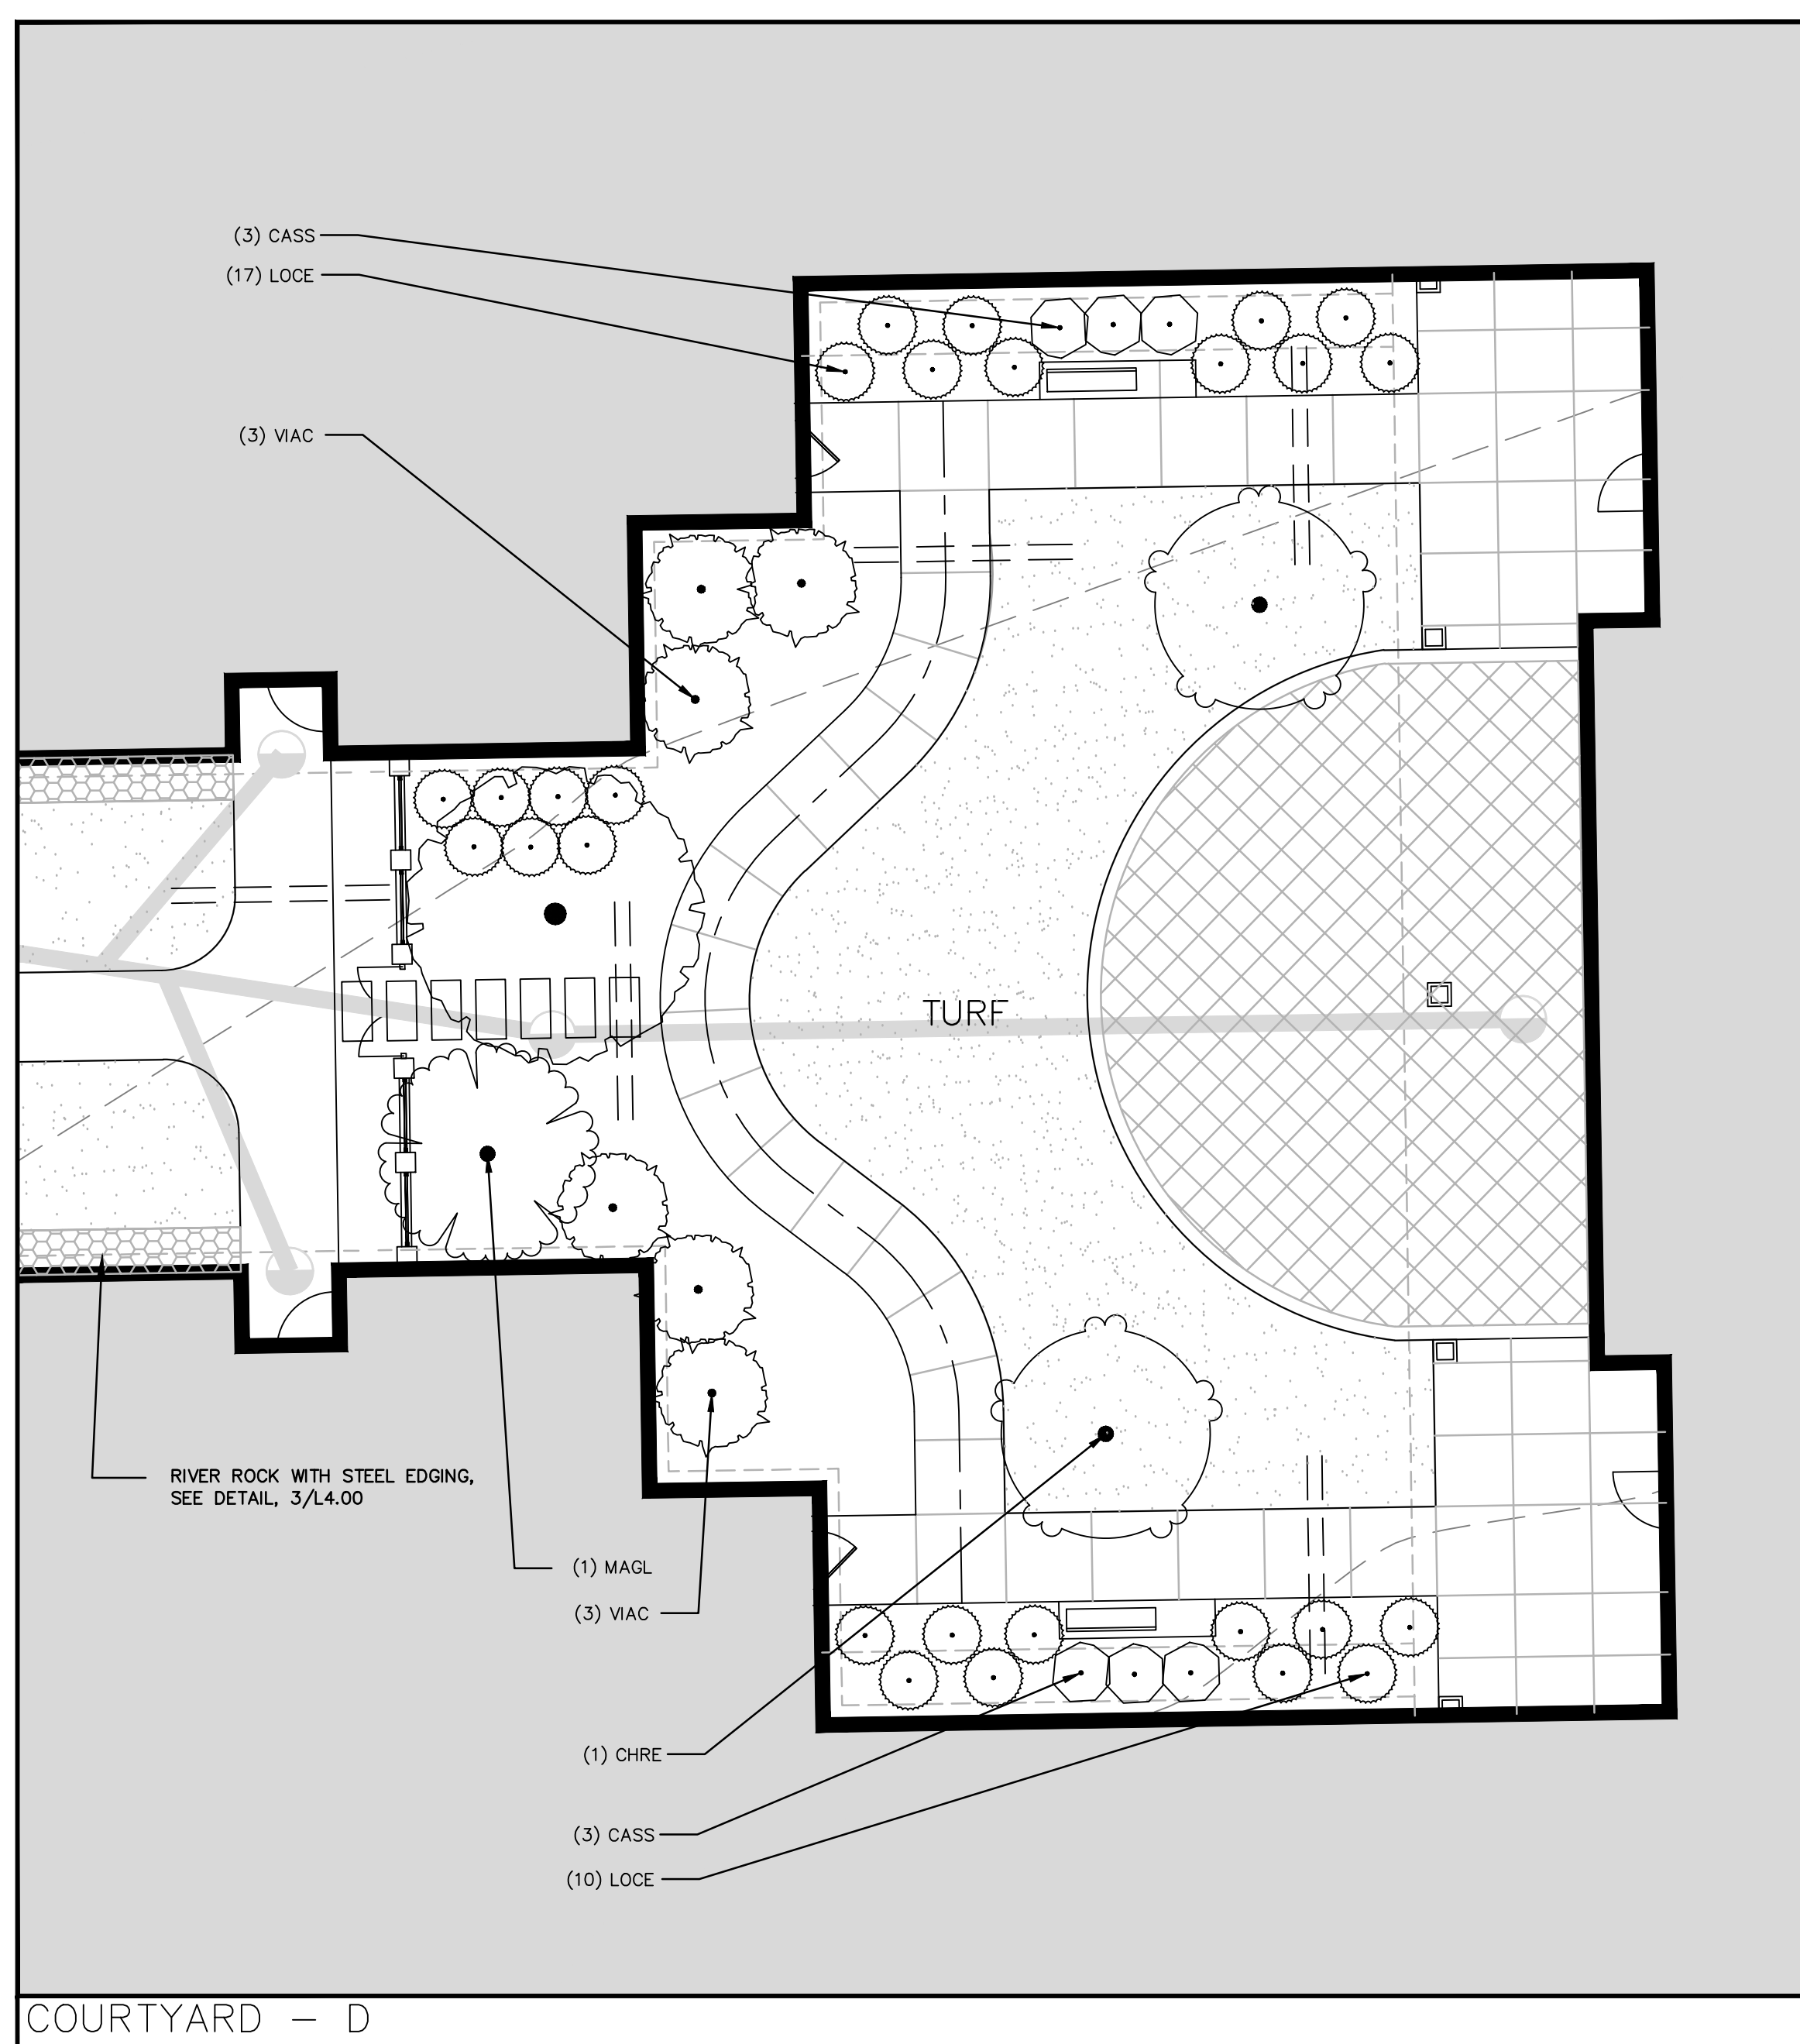 (3) CASS
(17) LOCE
(3) VIAC
TURF
RIVER ROCK WITH STEEL EDGING,
SEE DETAIL, 3/L4.00
(1) MAGL
(3) VIAC
(1) CHRE
(3) CASS
(10) LOCE
COURTYARD - D